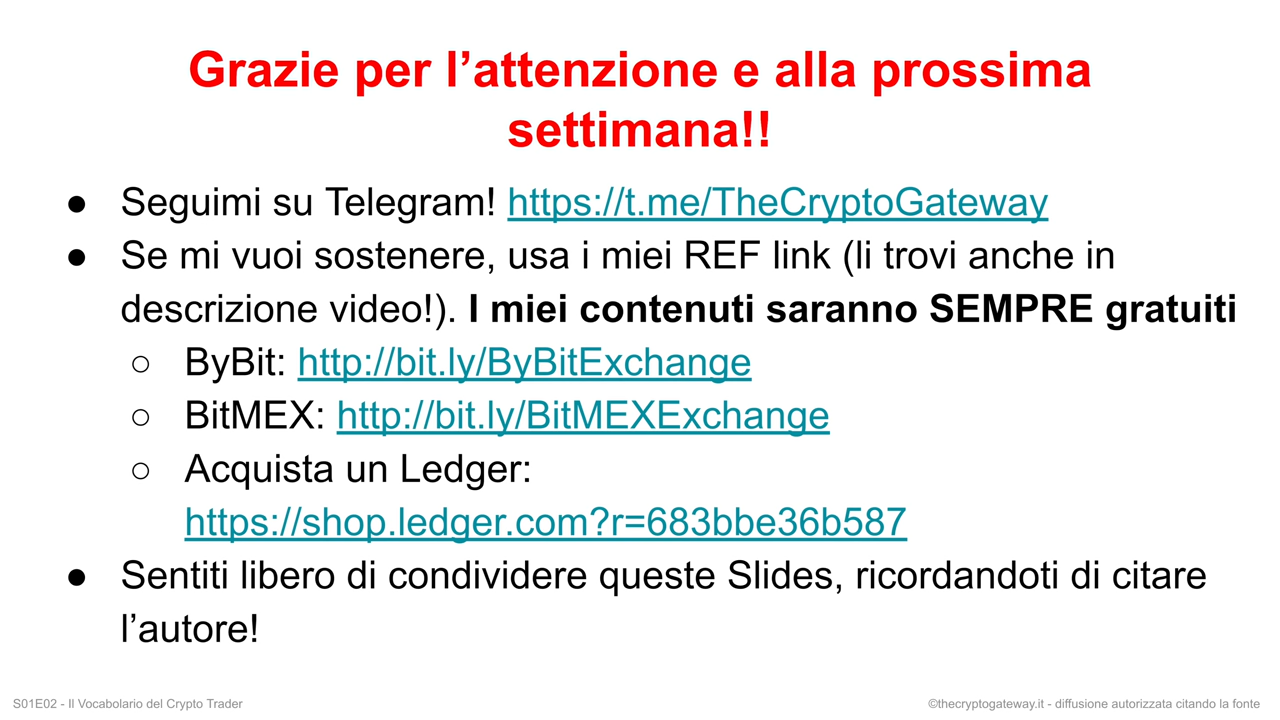 Grazie per l’attenzione e alla prossima
settimana!!
● Seguimi su Telegram! https://t.me/TheCryptoGateway
● Se mi vuoi sostenere, usa i miei REF link (li trovi anche in
descrizione video!). I miei contenuti saranno SEMPRE gratuiti
○ ByBit: http://bit.ly/ByBitExchange
○ BitMEX: http://bit.ly/BitMEXExchange
○ Acquista un Ledger:
https://shop.ledger.com?r=683bbe36b587
● Sentiti libero di condividere queste Slides, ricordandoti di citare
l’autore!
S01E02 - Il Vocabolario del Crypto Trader
©thecryptogateway.it - diffusione autorizzata citando la fonte